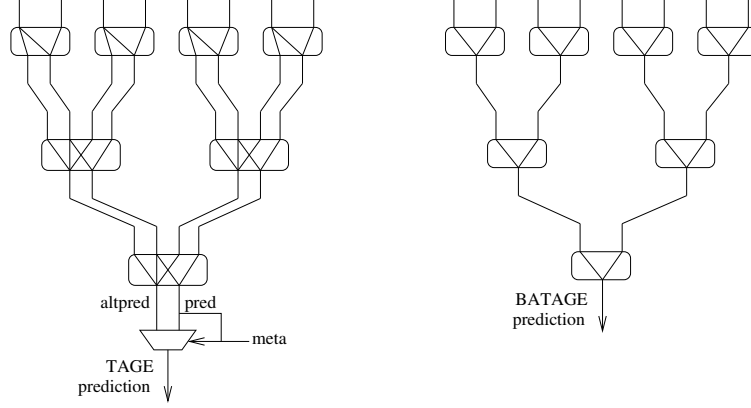 altpred
pred
meta
TAGE
prediction
BATAGE
prediction